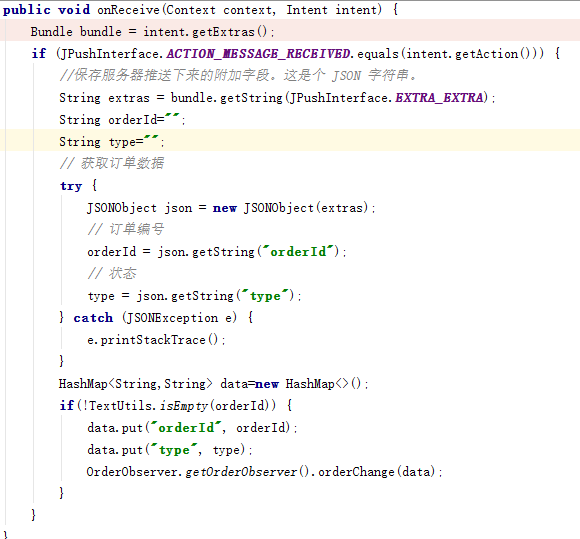 public void onReceive(Context context, Intent intent) {
    Bundle bundle = intent.getExtras();
    if (JPushInterface.ACTION_MESSAGE_RECEIVED.equals(intent.getAction())) {
        //保存服务器推送下来的附加字段。这是个 JSON 字符串。
        String extras = bundle.getString(JPushInterface.EXTRA_EXTRA);
        String orderId="";
        String type="";
        // 获取订单数据
        try {
            JSONObject json = new JSONObject(extras);
            // 订单编号
            orderId = json.getString("orderId");
            // 状态
            type = json.getString("type");
        } catch (JSONException e) {
            e.printStackTrace();
        }
        HashMap<String,String> data=new HashMap<>();
        if(!TextUtils.isEmpty(orderId)) {
            data.put("orderId", orderId);
            data.put("type", type);
            OrderObserver.getOrderObserver().orderChange(data);
        }
    }
}